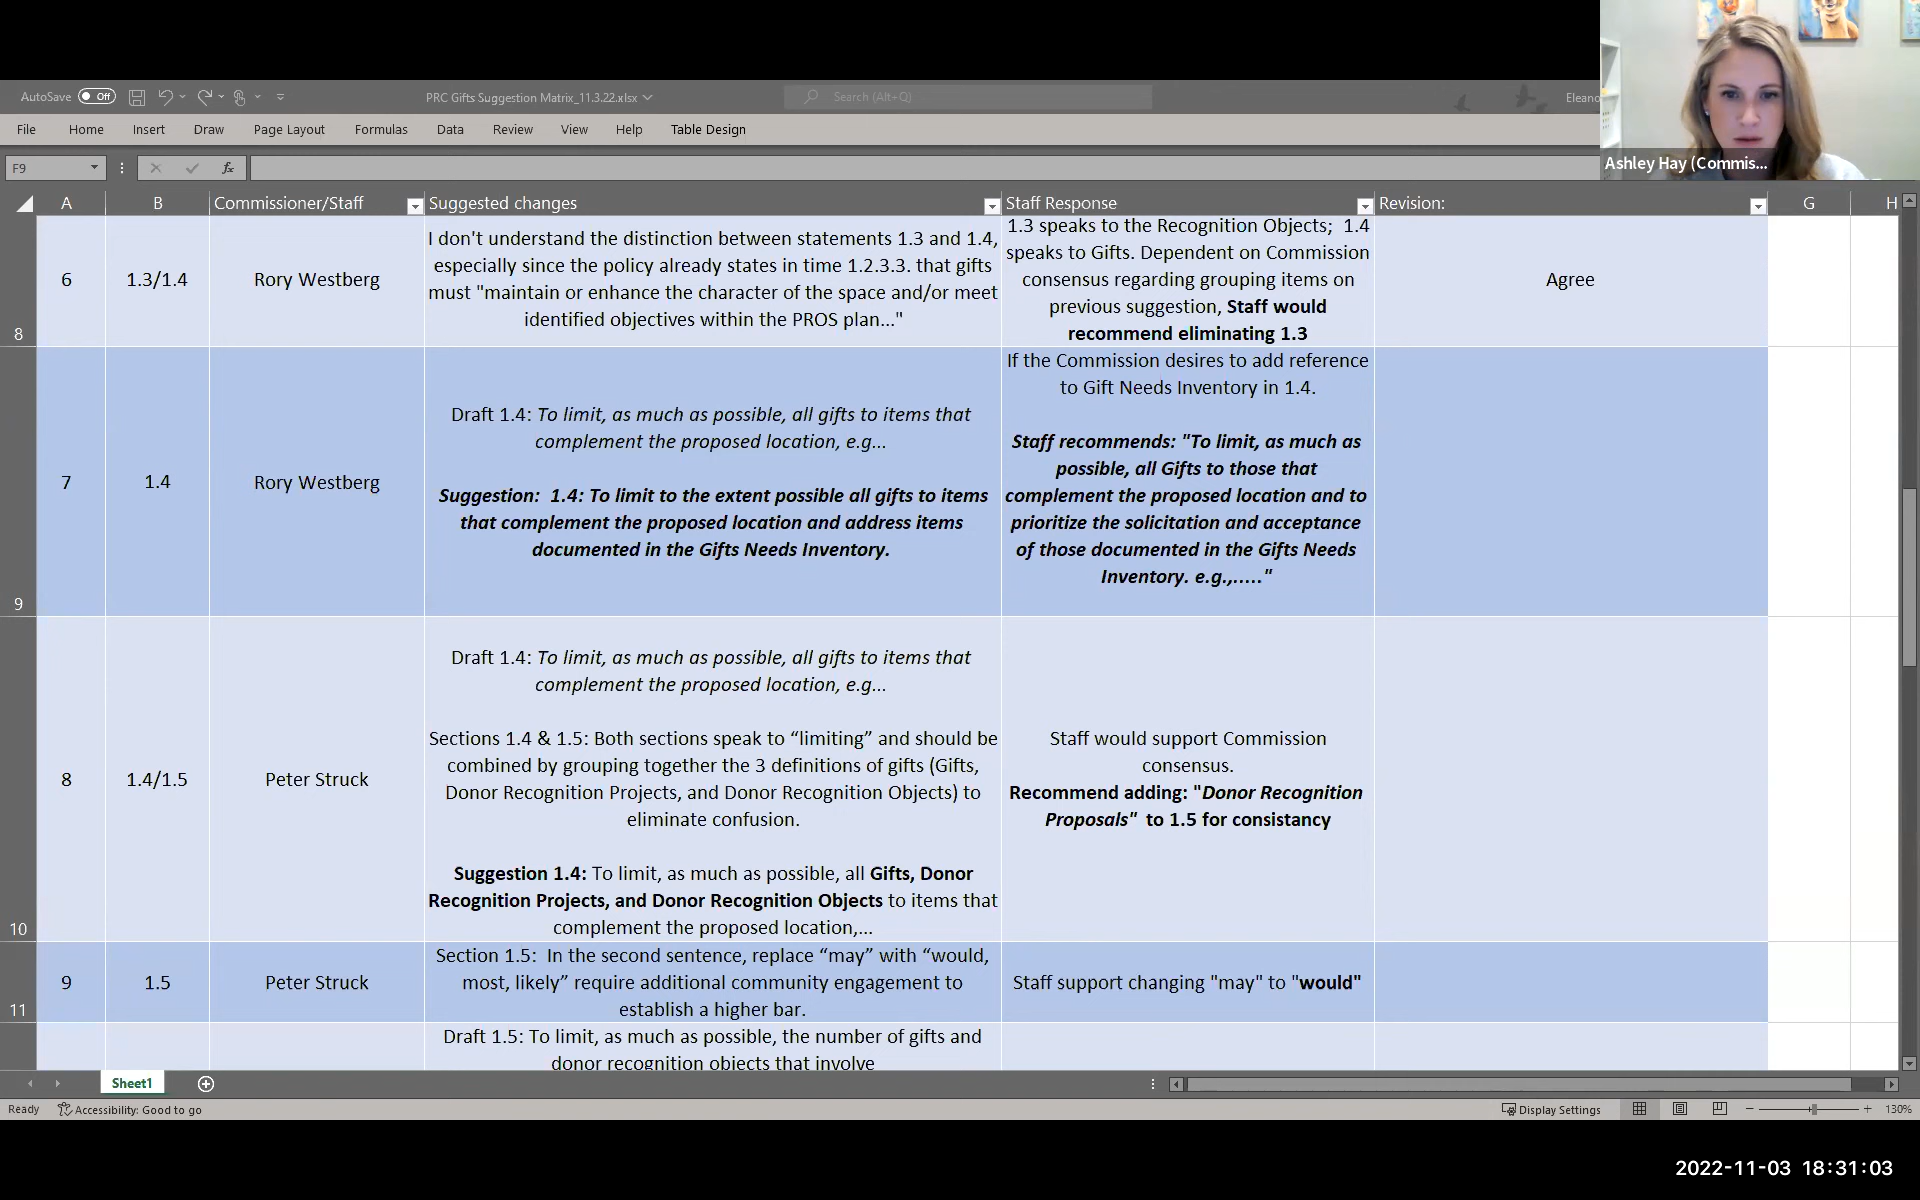 AutoSave Off
PRC Gifts Suggestion Matrix_11.3.22.xlsx
Search (Alt+Q)
Eleano
File Home Insert Draw Page Layout Formulas Data Review View Help Table Design
Ashley Hay (Commis...
F9
fx
A B Commissioner/Staff Suggested changes Staff Response Revision: G H
8
6
1.3/1.4
Rory Westberg
I don't understand the distinction between statements 1.3 and 1.4,
especially since the policy already states in time 1.2.3.3. that gifts
must "maintain or enhance the character of the space and/or meet
identified objectives within the PROS plan..."
1.3 speaks to the Recognition Objects; 1.4
speaks to Gifts. Dependent on Commission
consensus regarding grouping items on
previous suggestion, Staff would
recommend eliminating 1.3
Agree
9
7
1.4
Rory Westberg
Draft 1.4: To limit, as much as possible, all gifts to items that
complement the proposed location, e.g...
Suggestion: 1.4: To limit to the extent possible all gifts to items
that complement the proposed location and address items
documented in the Gifts Needs Inventory.
If the Commission desires to add reference
to Gift Needs Inventory in 1.4.
Staff recommends: "To limit, as much as
possible, all Gifts to those that
complement the proposed location and to
prioritize the solicitation and acceptance
of those documented in the Gifts Needs
Inventory. e.g.,....."
10
8
1.4/1.5
Peter Struck
Draft 1.4: To limit, as much as possible, all gifts to items that
complement the proposed location, e.g...
Sections 1.4 & 1.5: Both sections speak to “limiting” and should be
combined by grouping together the 3 definitions of gifts (Gifts,
Donor Recognition Projects, and Donor Recognition Objects) to
eliminate confusion.
Suggestion 1.4: To limit, as much as possible, all Gifts, Donor
Recognition Projects, and Donor Recognition Objects to items that
complement the proposed location,...
Staff would support Commission
consensus.
Recommend adding: "Donor Recognition
Proposals" to 1.5 for consistancy
11
9
1.5
Peter Struck
Section 1.5: In the second sentence, replace “may” with “would,
most, likely” require additional community engagement to
establish a higher bar.
Staff support changing "may" to "would"
Draft 1.5: To limit, as much as possible, the number of gifts and
donor recognition objects that involve
Sheet1
Ready Accessibility: Good to go
Display Settings
130%
2022-11-03 18:31:03